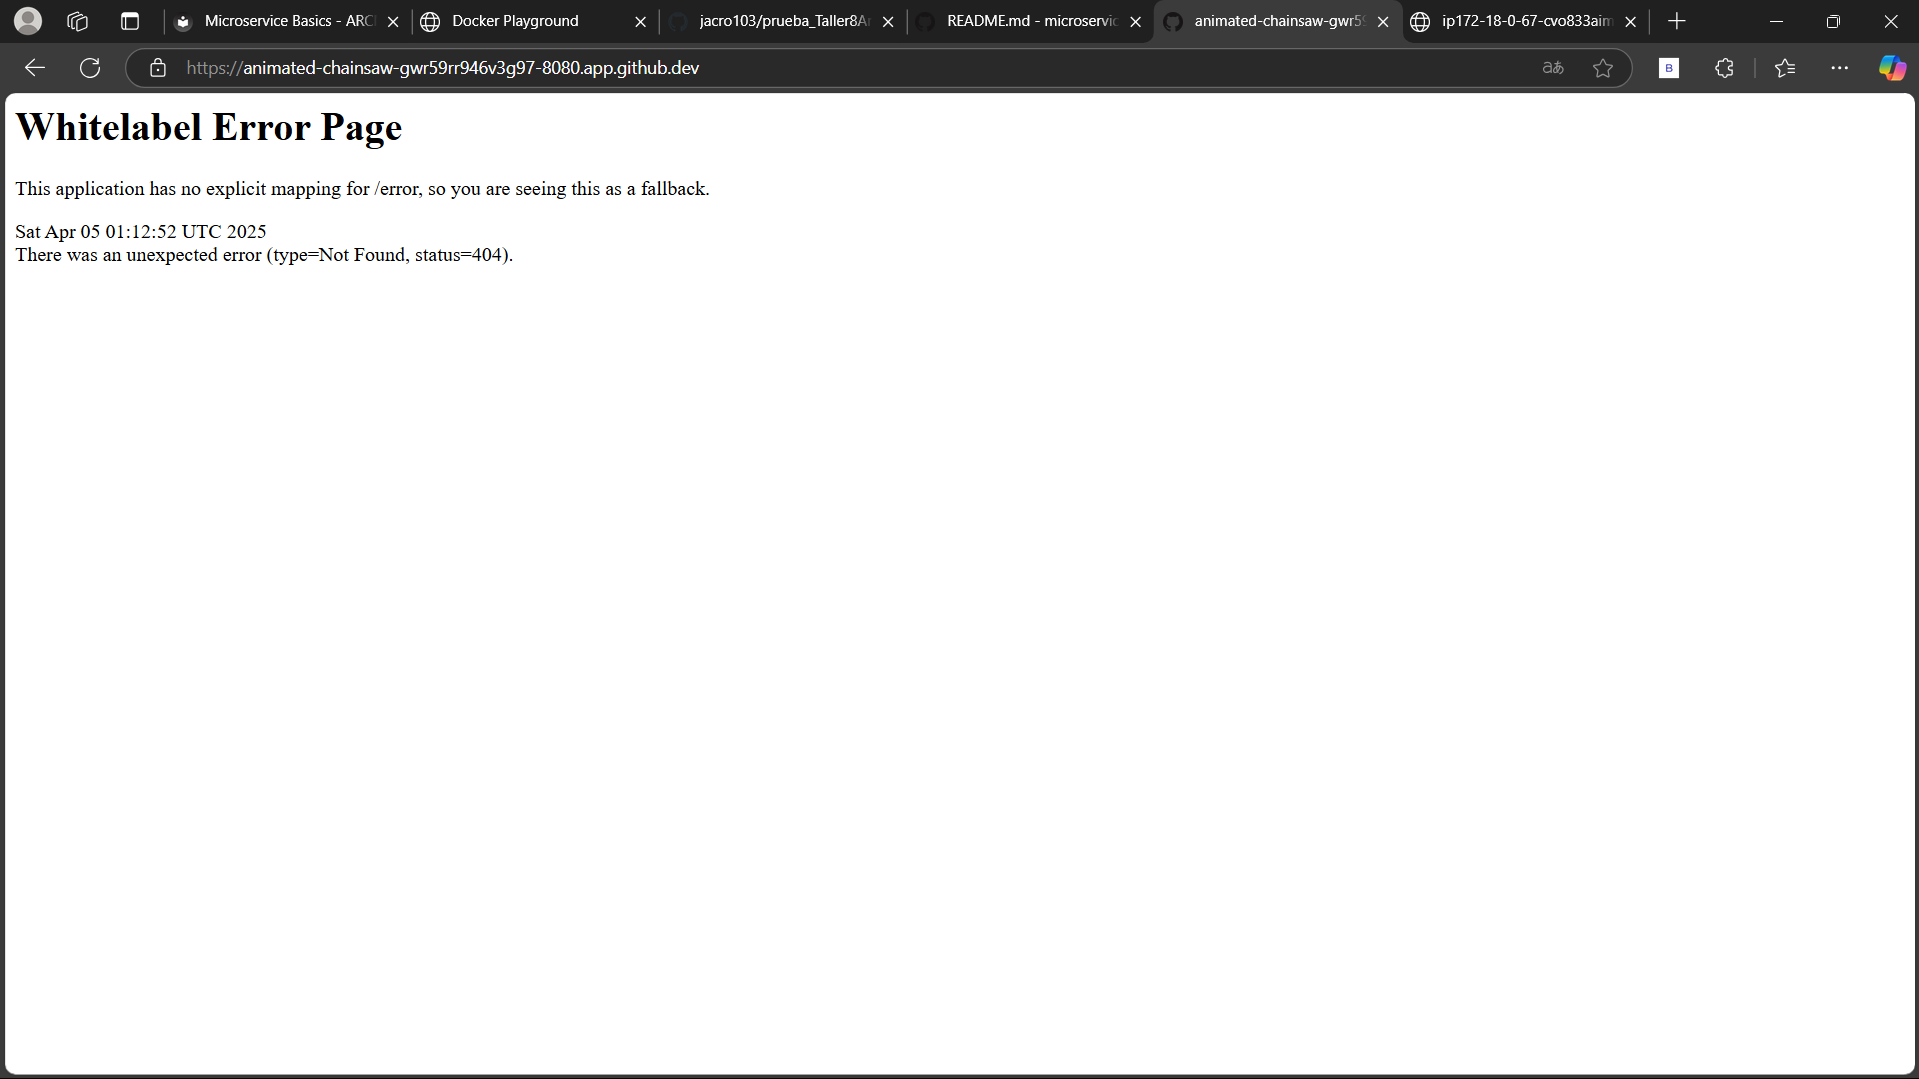 Microservice Basics - ARC
Docker Playground
jacro103/prueba_Taller8A
README.md - microservic
animated-chainsaw-gwr59
ip172-18-0-67-cvo833aim
https://animated-chainsaw-gwr59rr946v3g97-8080.app.github.dev
aあ
B
Whitelabel Error Page
This application has no explicit mapping for /error, so you are seeing this as a fallback.
Sat Apr 05 01:12:52 UTC 2025
There was an unexpected error (type=Not Found, status=404).